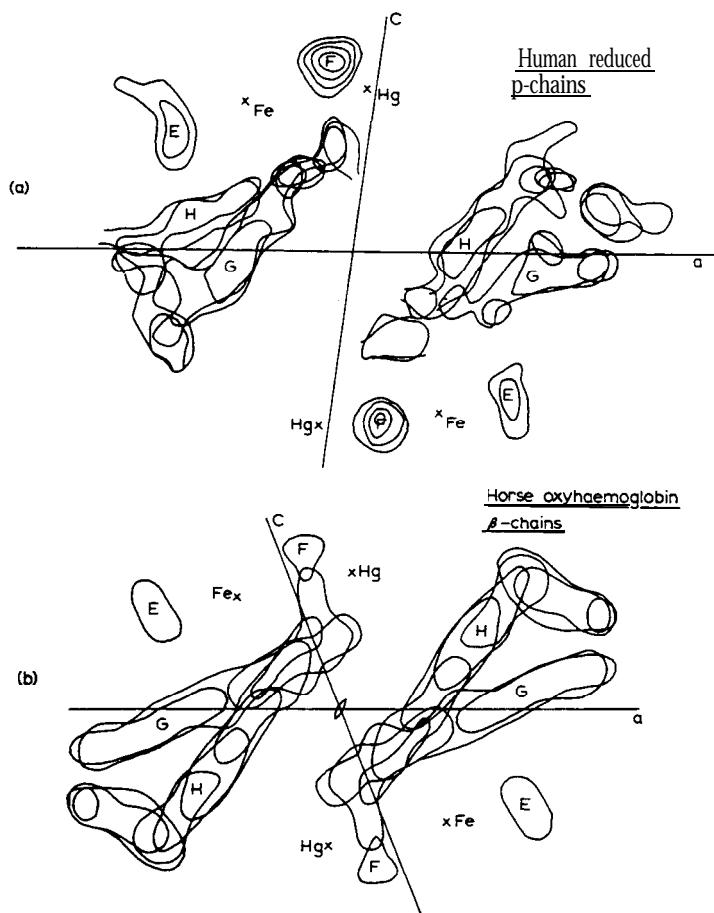 C
Human reduced
p-chains
F
Hg
Fe
E
(a)
H
G
H
G
a
E
Hg
Fe
Horse oxyhaemoglobin
β-chains
C
F
Hg
Fe
E
H
(b)
G
G
a
H
E
Fe
Hg
F